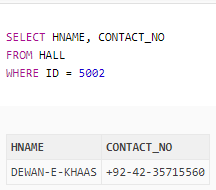 SELECT HNAME, CONTACT_NO
FROM HALL
WHERE ID = 5002
HNAME CONTACT_NO
DEWAN-E-KHAAS +92-42-35715560